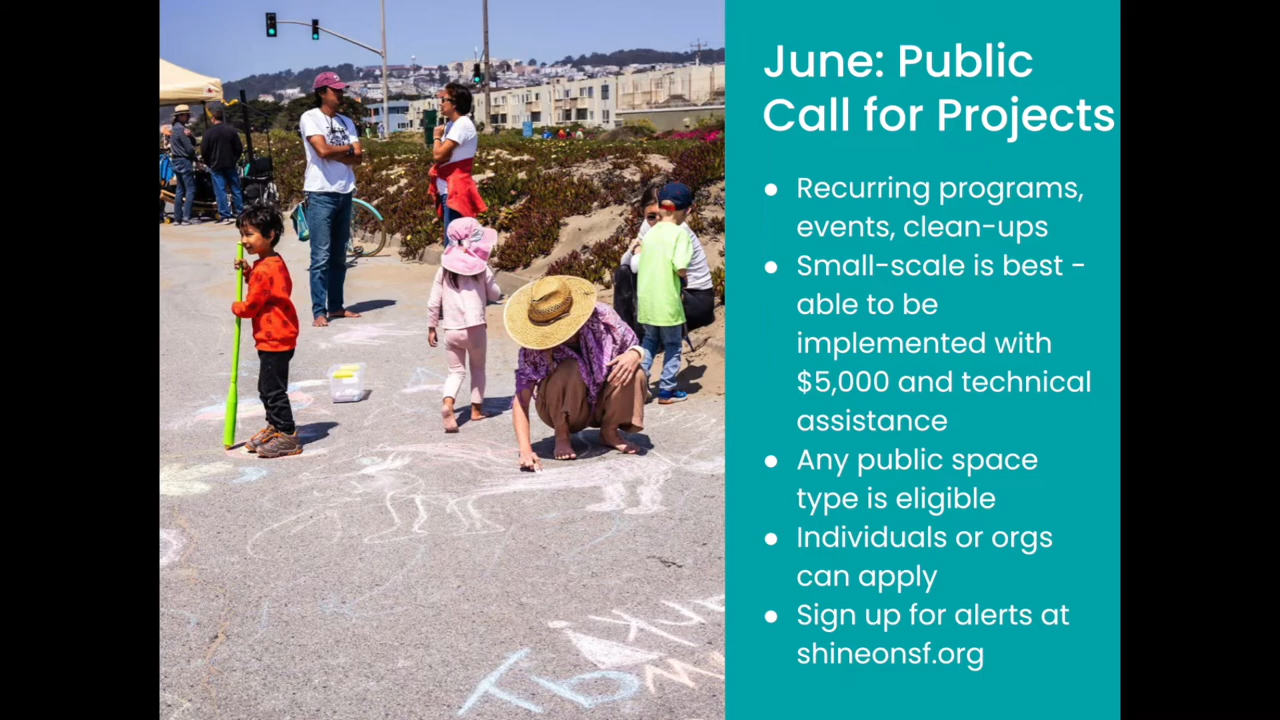 June: Public
Call for Projects
● Recurring programs,
events, clean-ups
● Small-scale is best -
able to be
implemented with
$5,000 and technical
assistance
● Any public space
type is eligible
● Individuals or orgs
can apply
● Sign up for alerts at
shineonsf.org